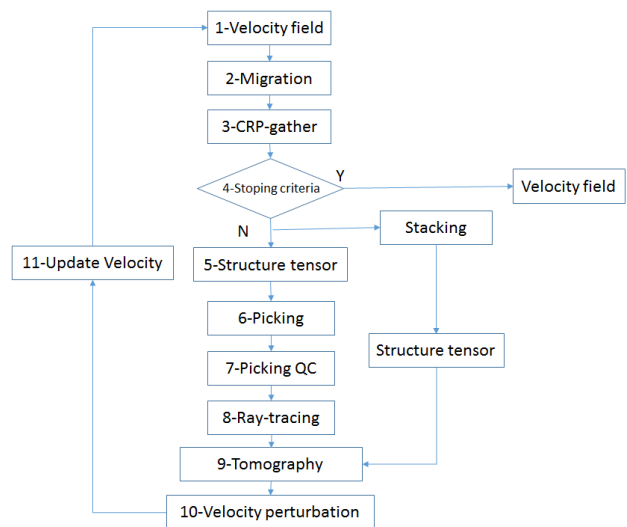 1-Velocity field
2-Migration
3-CRP-gather
4-Stoping criteria
Y
Velocity field
N
Stacking
11-Update Velocity
5-Structure tensor
6-Picking
Structure tensor
7-Picking QC
8-Ray-tracing
9-Tomography
10-Velocity perturbation